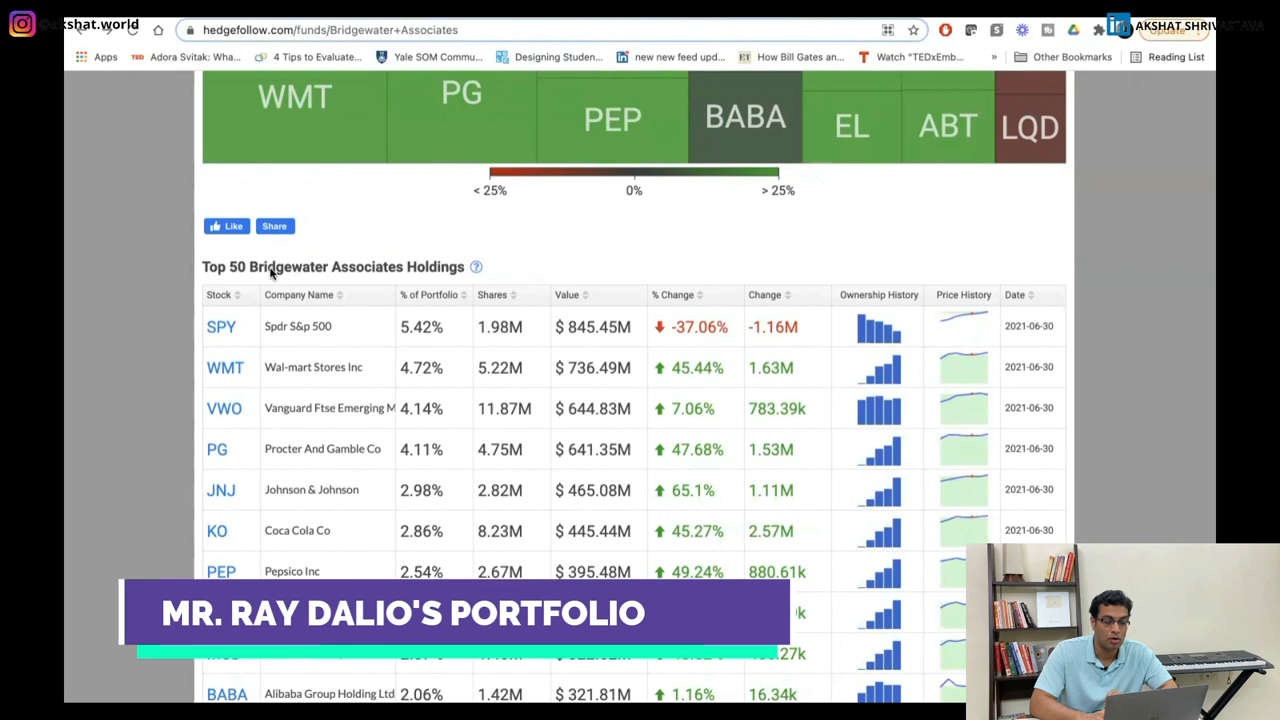 @akshat.world
AKSHAT SHRIVASTAVA
hedgefollow.com/funds/Bridgewater+Associates
Update
Apps
TED
Adora Svitak: Wha...
4 Tips to Evaluate...
Yale SOM Commu...
Designing Studen...
new new feed upd...
ET
How Bill Gates an...
Watch "TEDxEmb...
»
Other Bookmarks
Reading List
WMT
PG
PEP
BABA
EL
ABT
LQD
< 25%
0%
> 25%
Like
Share
Top 50 Bridgewater Associates Holdings
Stock Company Name % of Portfolio Shares Value % Change Change Ownership History Price History Date
SPY Spdr S&p 500 5.42% 1.98M $ 845.45M -37.06% -1.16M 2021-06-30
WMT Wal-mart Stores Inc 4.72% 5.22M $ 736.49M 45.44% 1.63M 2021-06-30
VWO Vanguard Ftse Emerging M 4.14% 11.87M $ 644.83M 7.06% 783.39k 2021-06-30
PG Procter And Gamble Co 4.11% 4.75M $ 641.35M 47.68% 1.53M 2021-06-30
JNJ Johnson & Johnson 2.98% 2.82M $ 465.08M 65.1% 1.11M 2021-06-30
KO Coca Cola Co 2.86% 8.23M $ 445.44M 45.27% 2.57M 2021-06-30
PEP Pepsico Inc 2.54% 2.67M $ 395.48M 49.24% 880.61k
MR. RAY DALIO'S PORTFOLIO
BABA Alibaba Group Holding Ltd 2.06% 1.42M $ 321.81M 1.16% 16.34k